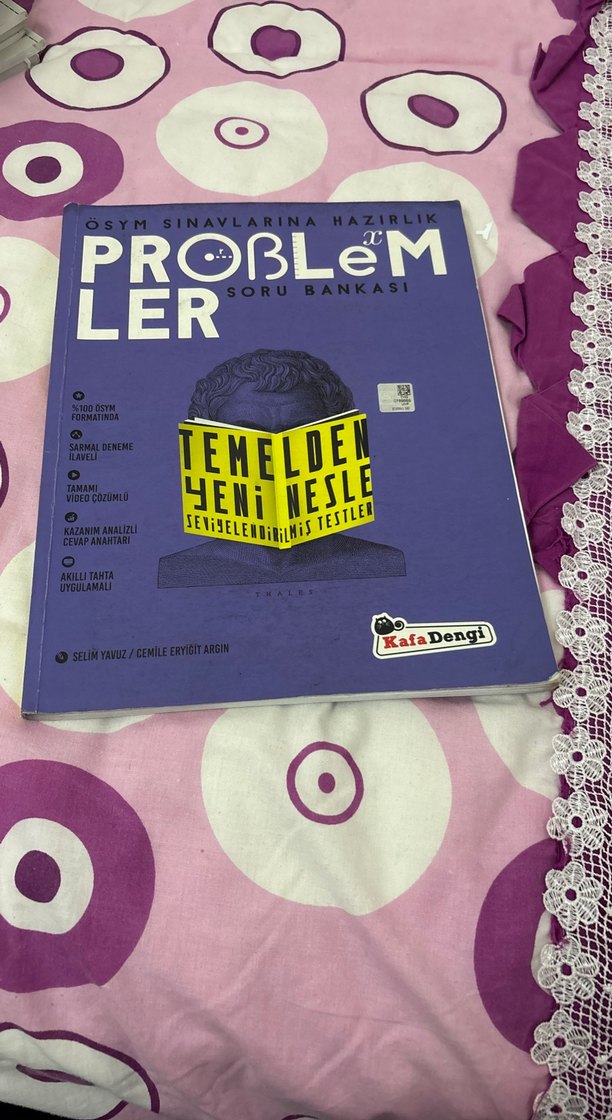 ÖSYM SINAVLARINA HAZIRLIK
PROBLeM
x
LER
SORU BANKASI
%100 ÖSYM
FORMATINDA
SARMAL DENEME
İLAVELİ
TAMAMI
VİDEO ÇÖZÜMLÜ
KAZANIM ANALİZLİ
CEVAP ANAHTARI
AKILLI TAHTA
UYGULAMALI
TEMELDEN
YENİ NESLE
SEVİYELENDİRİLMİŞ TESTLER
THALES
SELİM YAVUZ / CEMİLE ERYİĞİT ARGIN
KafaDengi